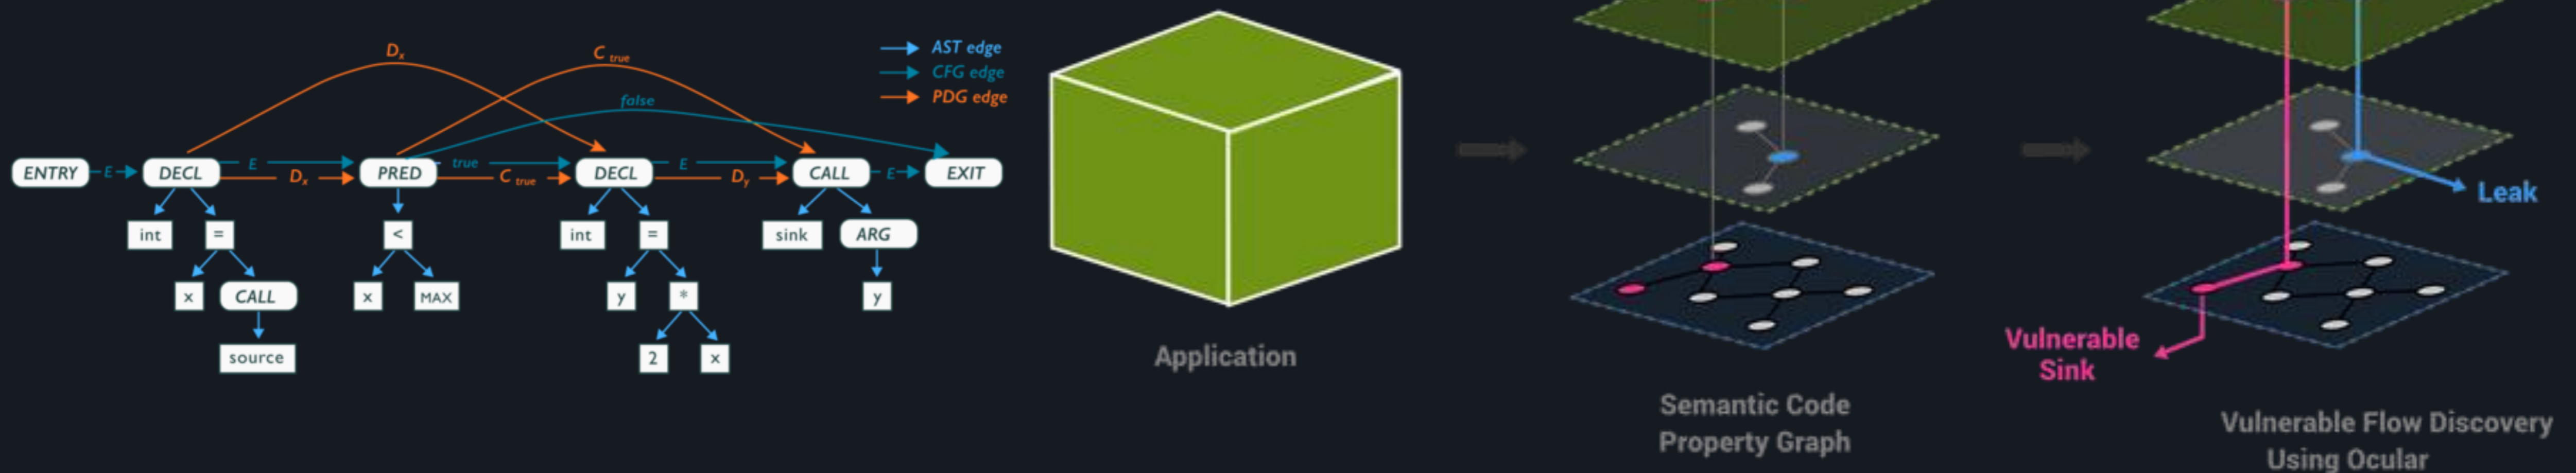 Dx
C true
false
AST edge
CFG edge
PDG edge
ENTRY E DECL E PRED true DECL E CALL E EXIT
Dx C true Dy
int = < int = sink ARG
x CALL x MAX y * y
source 2 x
Application
Semantic Code
Property Graph
Leak
Vulnerable
Sink
Vulnerable Flow Discovery
Using Ocular